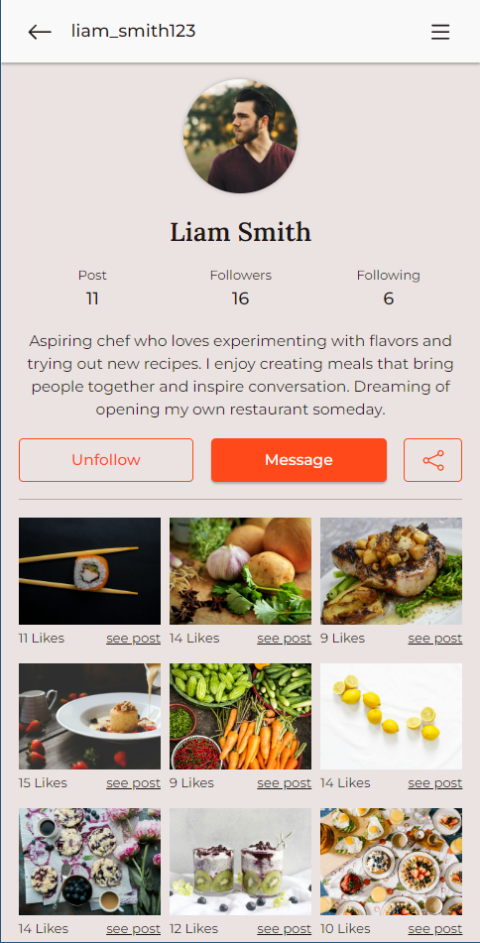 liam_smith123
Liam Smith
Post Followers Following
11 16 6
Aspiring chef who loves experimenting with flavors and
trying out new recipes. I enjoy creating meals that bring
people together and inspire conversation. Dreaming of
opening my own restaurant someday.
Unfollow Message
11 Likes see post 14 Likes see post 9 Likes see post
15 Likes see post 9 Likes see post 14 Likes see post
14 Likes see post 12 Likes see post 10 Likes see post